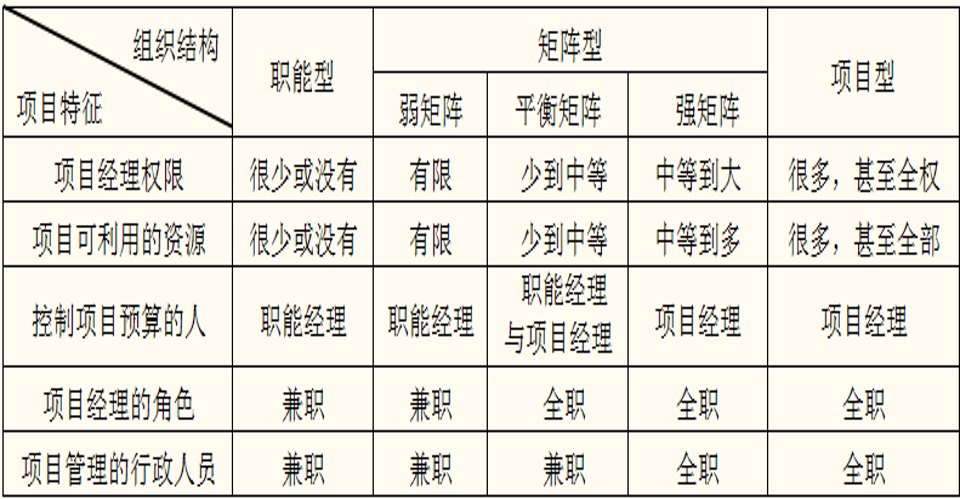 组织结构
项目特征
职能型
矩阵型
项目型
弱矩阵 平衡矩阵 强矩阵
项目经理权限 很少或没有 有限 少到中等 中等到大 很多，甚至全权
项目可利用的资源 很少或没有 有限 少到中等 中等到多 很多，甚至全部
控制项目预算的人 职能经理 职能经理 职能经理
与项目经理 项目经理 项目经理
项目经理的角色 兼职 兼职 全职 全职 全职
项目管理的行政人员 兼职 兼职 兼职 全职 全职